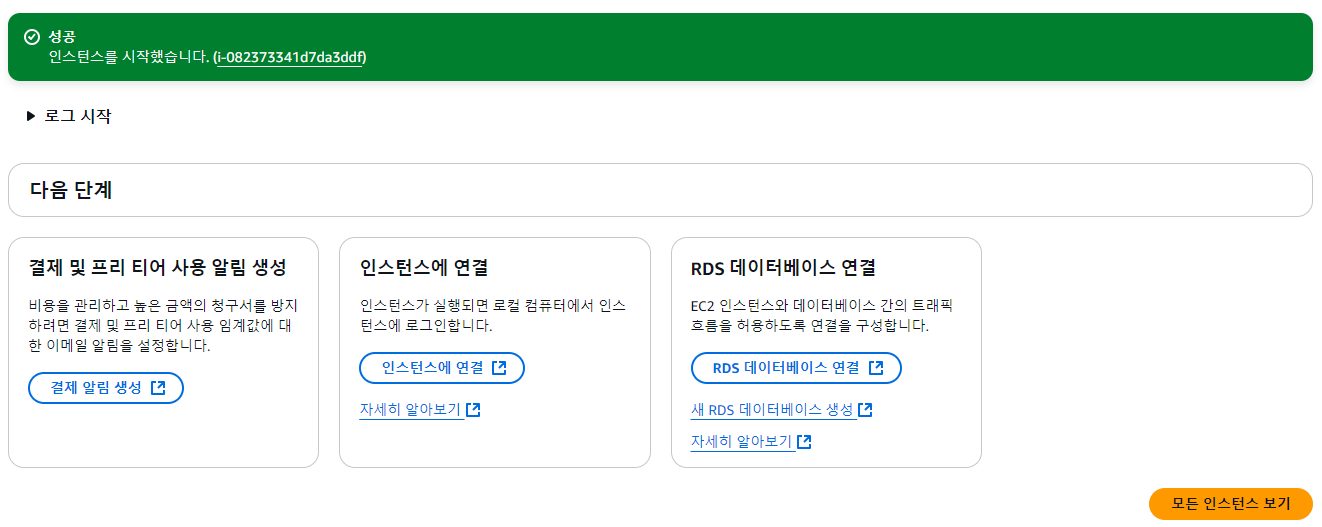 성공
인스턴스를 시작했습니다. (i-082373341d7da3ddf)
로그 시작
다음 단계
결제 및 프리 티어 사용 알림 생성
비용을 관리하고 높은 금액의 청구서를 방지
하려면 결제 및 프리 티어 사용 임계값에 대
한 이메일 알림을 설정합니다.
결제 알림 생성
인스턴스에 연결
인스턴스가 실행되면 로컬 컴퓨터에서 인스
턴스에 로그인합니다.
인스턴스에 연결
자세히 알아보기
RDS 데이터베이스 연결
EC2 인스턴스와 데이터베이스 간의 트래픽
흐름을 허용하도록 연결을 구성합니다.
RDS 데이터베이스 연결
새 RDS 데이터베이스 생성
자세히 알아보기
모든 인스턴스 보기